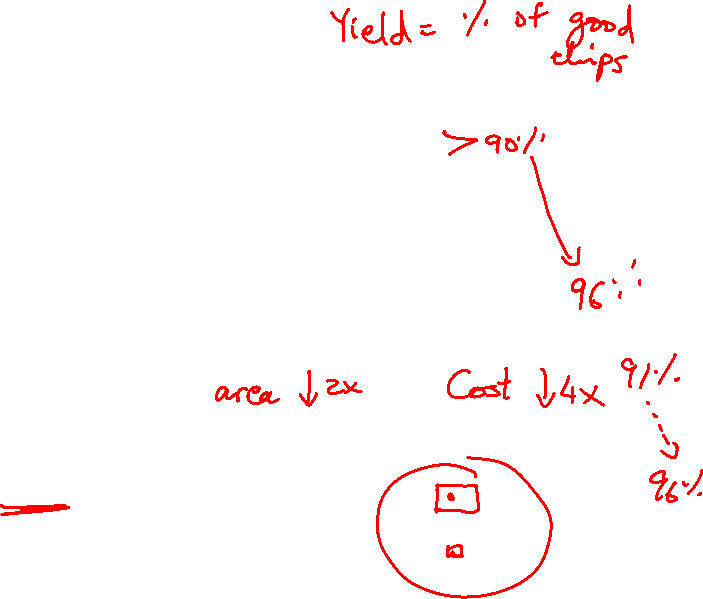 Yield = % of good
chips
> 90%
96%
area ↓ 2x Cost ↓ 4x 91%
96%